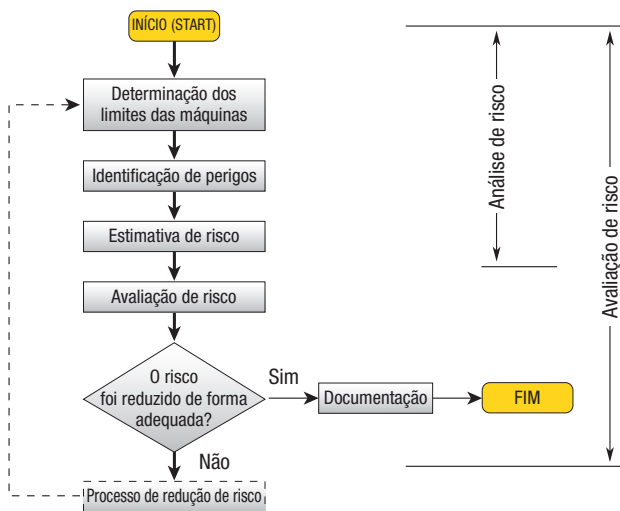 INÍCIO (START)
Determinação dos
limites das máquinas
Identificação de perigos
Estimativa de risco
Avaliação de risco
O risco
foi reduzido de forma
adequada?
Sim
Documentação
FIM
Não
Processo de redução de risco
Análise de risco
Avaliação de risco